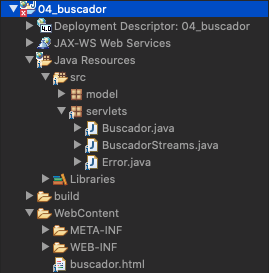 04_buscador
Deployment Descriptor: 04_buscador
JAX-WS Web Services
Java Resources
src
model
servlets
Buscador.java
BuscadorStreams.java
Error.java
Libraries
build
WebContent
META-INF
WEB-INF
buscador.html